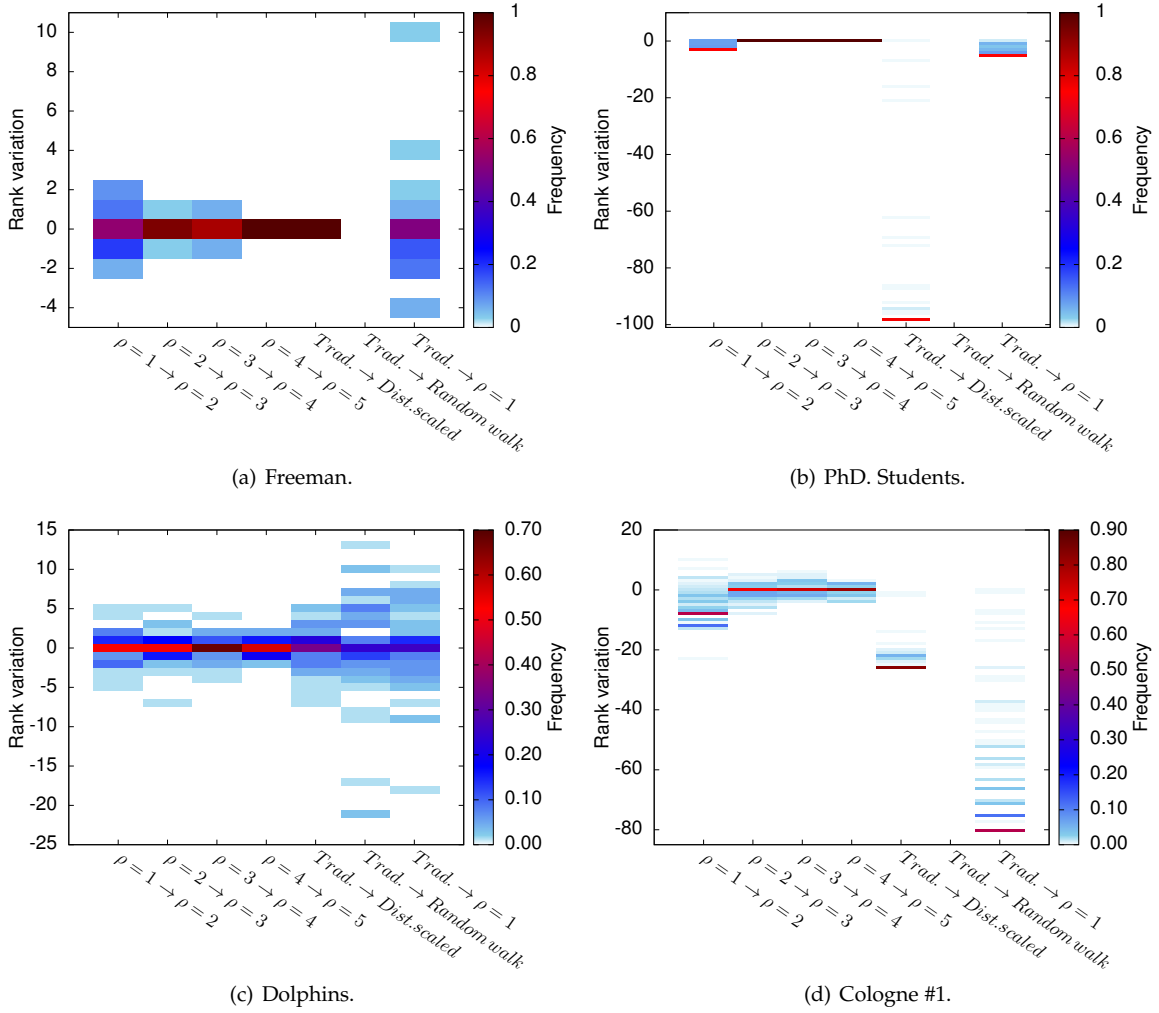 10
8
6
4
2
0
-2
-4
Rank variation
1
0.8
0.6
0.4
0.2
0
Frequency
ρ = 1 → ρ = 2
ρ = 2 → ρ = 3
ρ = 3 → ρ = 4
ρ = 4 → ρ = 5
Trad. → Dist.scaled
Trad. → Random walk
Trad. → ρ = 1
(a) Freeman.
0
-20
-40
-60
-80
-100
Rank variation
1
0.8
0.6
0.4
0.2
0
Frequency
ρ = 1 → ρ = 2
ρ = 2 → ρ = 3
ρ = 3 → ρ = 4
ρ = 4 → ρ = 5
Trad. → Dist.scaled
Trad. → Random walk
Trad. → ρ = 1
(b) PhD. Students.
15
10
5
0
-5
-10
-15
-20
-25
Rank variation
0.70
0.60
0.50
0.40
0.30
0.20
0.10
0.00
Frequency
ρ = 1 → ρ = 2
ρ = 2 → ρ = 3
ρ = 3 → ρ = 4
ρ = 4 → ρ = 5
Trad. → Dist.scaled
Trad. → Random walk
Trad. → ρ = 1
(c) Dolphins.
20
0
-20
-40
-60
-80
Rank variation
0.90
0.80
0.70
0.60
0.50
0.40
0.30
0.20
0.10
0.00
Frequency
ρ = 1 → ρ = 2
ρ = 2 → ρ = 3
ρ = 3 → ρ = 4
ρ = 4 → ρ = 5
Trad. → Dist.scaled
Trad. → Random walk
Trad. → ρ = 1
(d) Cologne #1.